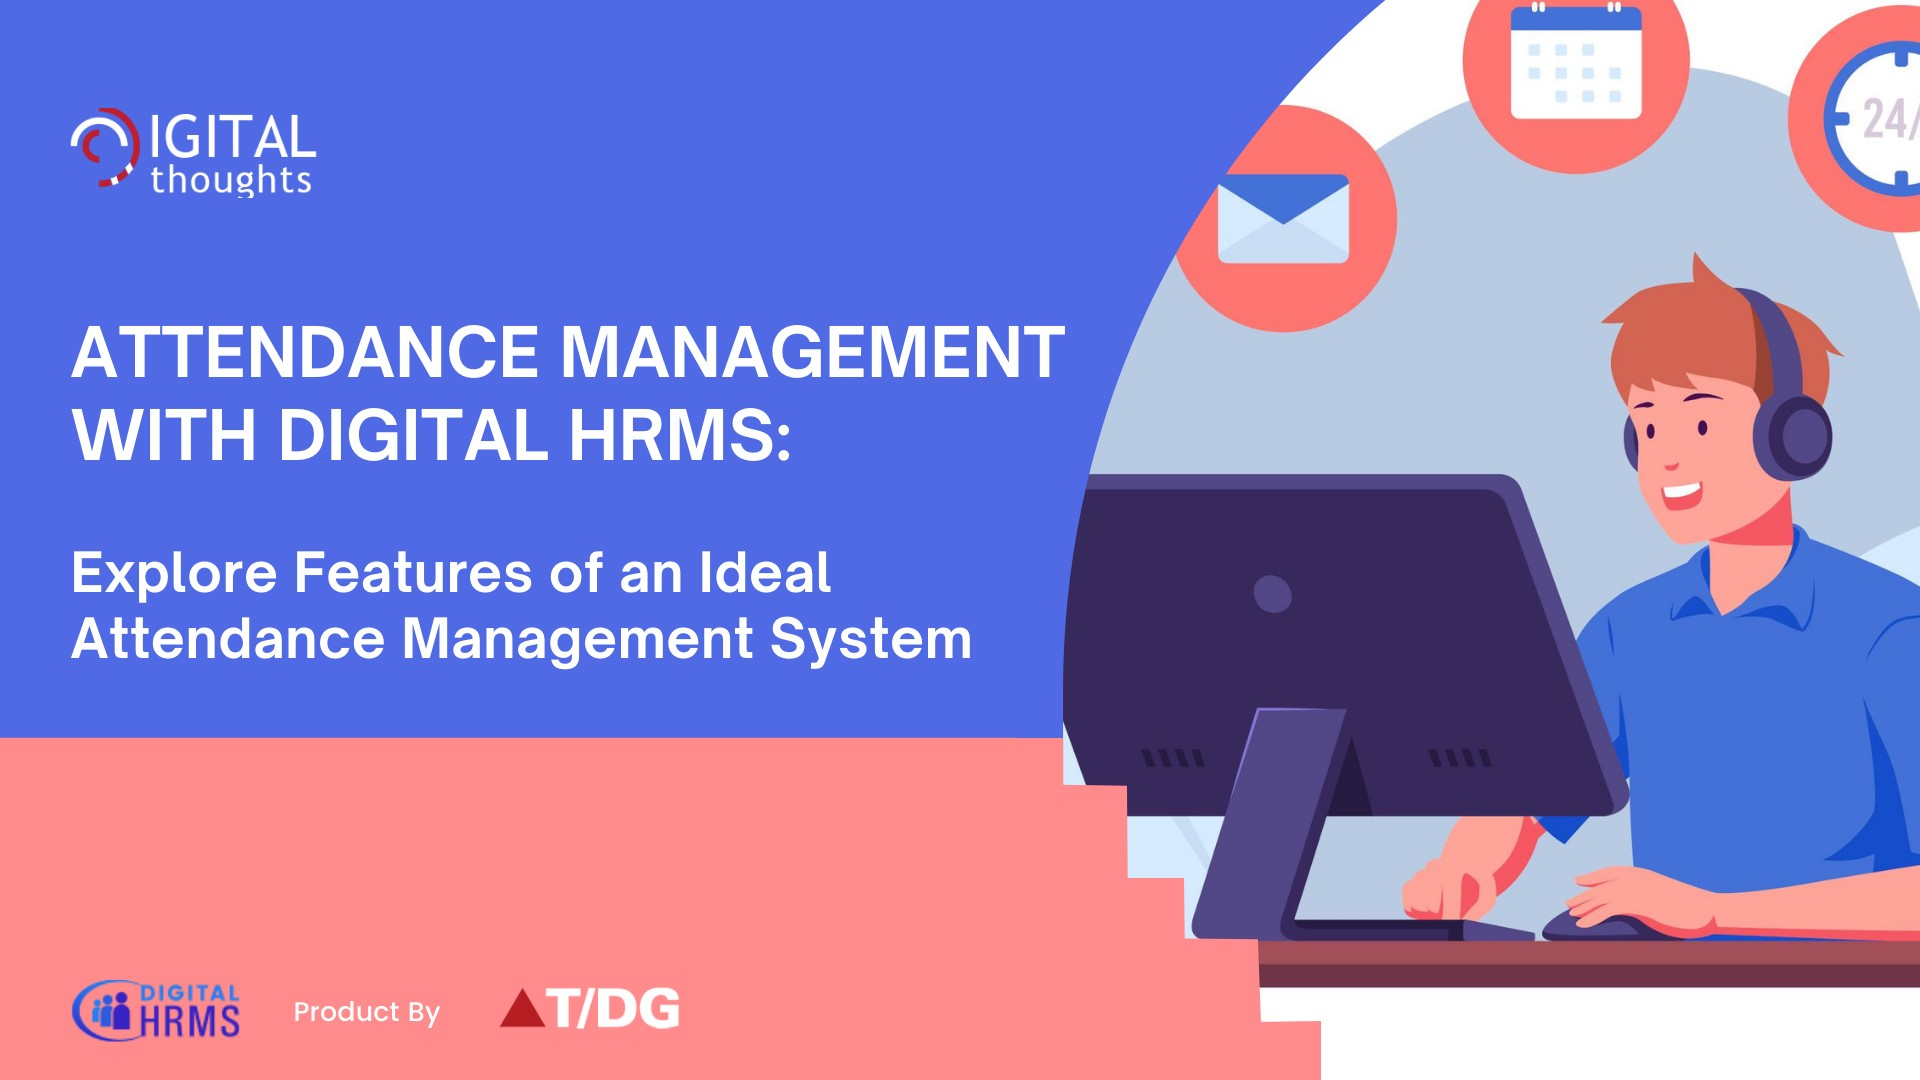 IGITAL
thoughts
24/
ATTENDANCE MANAGEMENT
WITH DIGITAL HRMS:
Explore Features of an Ideal
Attendance Management System
DIGITAL
HRMS
Product By
T/DG